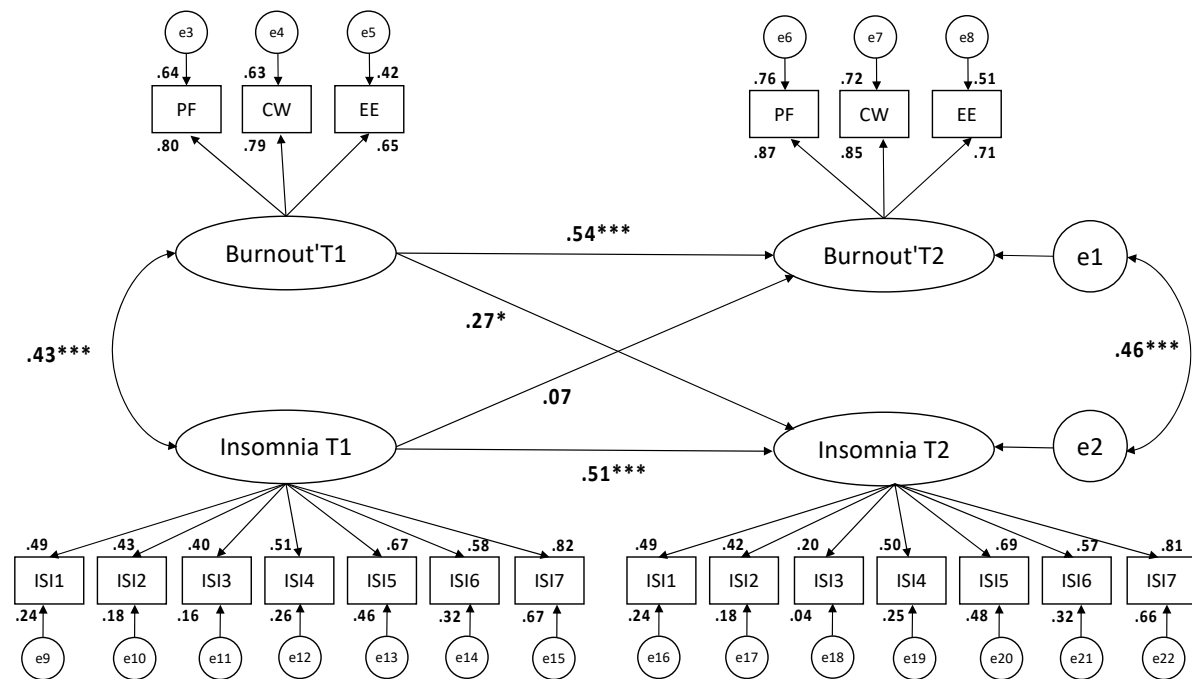 e3 e4 e5 e6 e7 e8
.64 .63 .42 .76 .72 .51
PF CW EE PF CW EE
.80 .79 .65 .87 .85 .71
Burnout'T1 .54*** Burnout'T2 e1
.27*
.43*** .46***
.07
Insomnia T1 Insomnia T2 e2
.51***
.49 .43 .40 .51 .67 .58 .82 .49 .42 .20 .50 .69 .57 .81
ISI1 ISI2 ISI3 ISI4 ISI5 ISI6 ISI7 ISI1 ISI2 ISI3 ISI4 ISI5 ISI6 ISI7
.24 .18 .16 .26 .46 .32 .67 .24 .18 .04 .25 .48 .32 .66
e9 e10 e11 e12 e13 e14 e15 e16 e17 e18 e19 e20 e21 e22